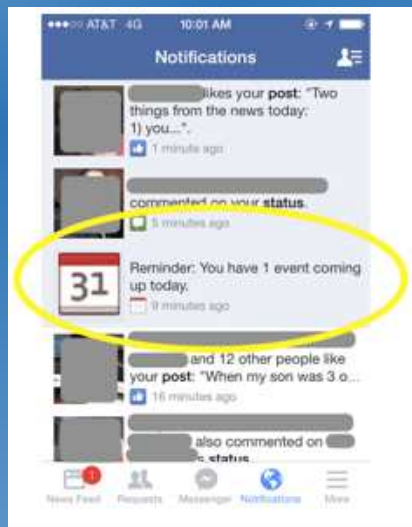 AT&T 4G 10:01 AM
Notifications
likes your post: "Two
things from the news today:
1) you...".
1 minute ago
commented on your status.
5 minutes ago
31
Reminder: You have 1 event coming
up today.
9 minutes ago
and 12 other people like
your post: "When my son was 3 o...
16 minutes ago
also commented on
s status.
1
News Feed Requests Messenger Notifications More